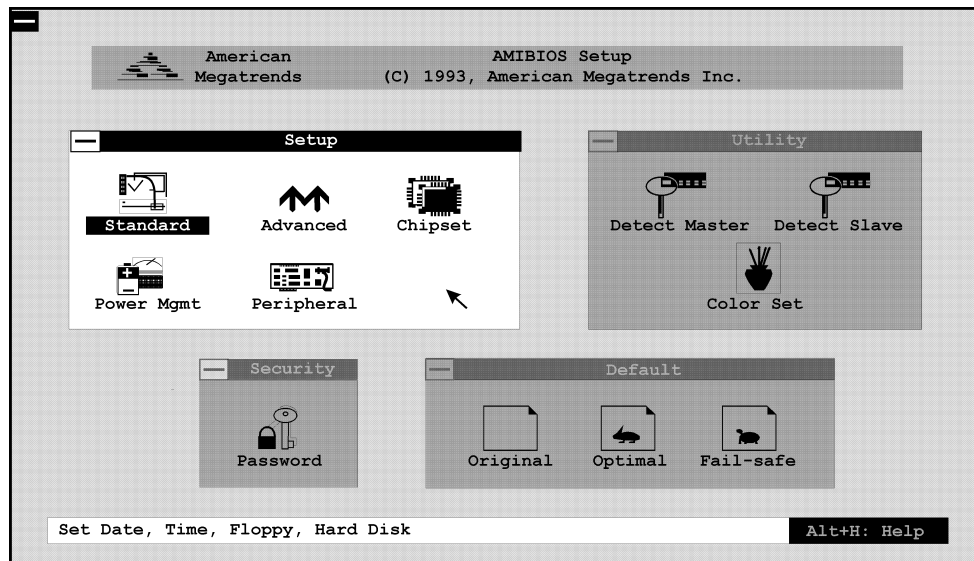 American
Megatrends
AMIBIOS Setup
(C) 1993, American Megatrends Inc.
Setup
Standard
Advanced
Chipset
Power Mgmt
Peripheral
Utility
Detect Master
Detect Slave
Color Set
Security
Password
Default
Original
Optimal
Fail-safe
Set Date, Time, Floppy, Hard Disk
Alt+H: Help